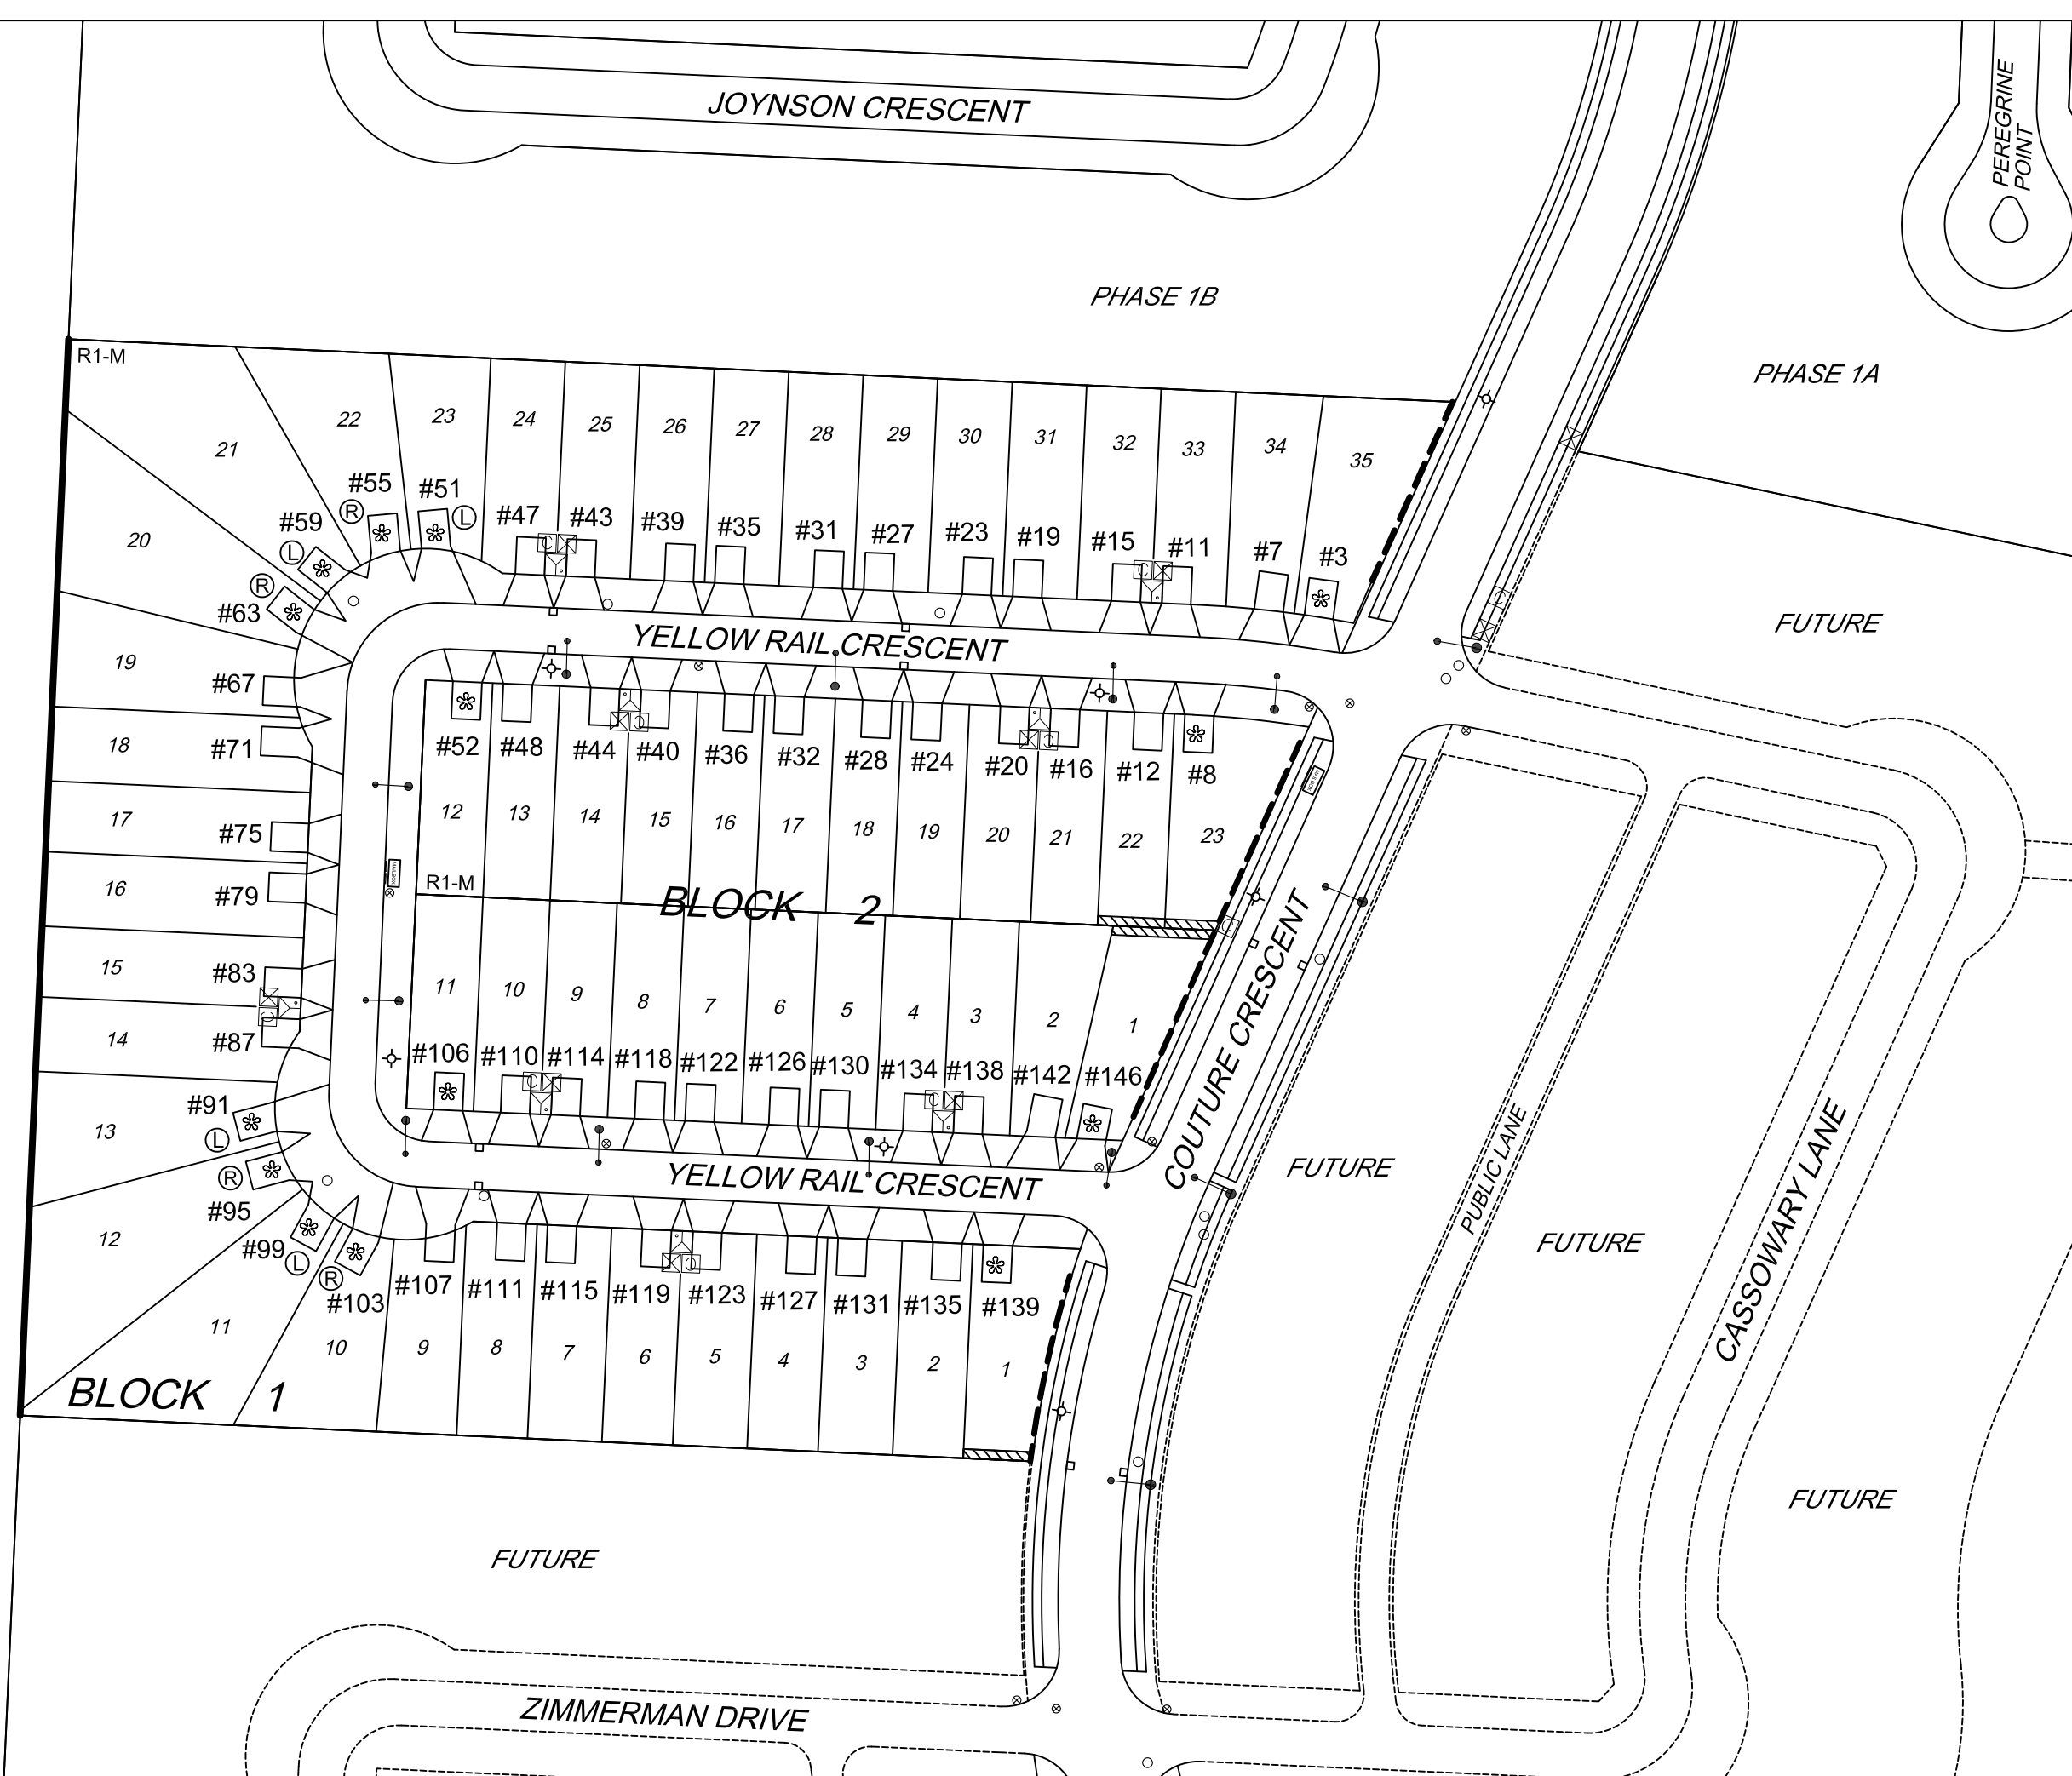 JOYNSON CRESCENT
PEREGRINE
POINT
PHASE 1B
PHASE 1A
R1-M
21 22 23 24 25 26 27 28 29 30 31 32 33 34 35
#55 #51 #47 #43 #39 #35 #31 #27 #23 #19 #15 #11 #7 #3
R L C C
#59
L
20
R
#63
FUTURE
YELLOW RAIL CRESCENT
C
19 #67
18 #71
17 #75
16 #79
15 #83
14 #87
C
C C
#52 #48 #44 #40 #36 #32 #28 #24 #20 #16 #12 #8
MAILBOX
12 13 14 15 16 17 18 19 20 21 22 23
MAILBOX
R1-M
BLOCK 2
C
11 10 9 8 7 6 5 4 3 2 1
#106 #110 #114 #118 #122 #126 #130 #134 #138 #142 #146
C C
COUTURE CRESCENT
#91
L
13
R
#95
12
#99
L
R
#103
YELLOW RAIL CRESCENT
FUTURE
PUBLIC LANE
FUTURE
CASSOWARY LANE
C
#107 #111 #115 #119 #123 #127 #131 #135 #139
11 10 9 8 7 6 5 4 3 2 1
BLOCK 1
FUTURE
FUTURE
ZIMMERMAN DRIVE